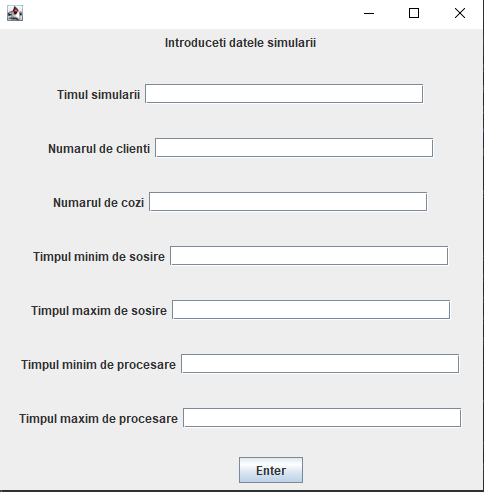 Introduceti datele simularii
Timul simularii
Numarul de clienti
Numarul de cozi
Timpul minim de sosire
Timpul maxim de sosire
Timpul minim de procesare
Timpul maxim de procesare
Enter